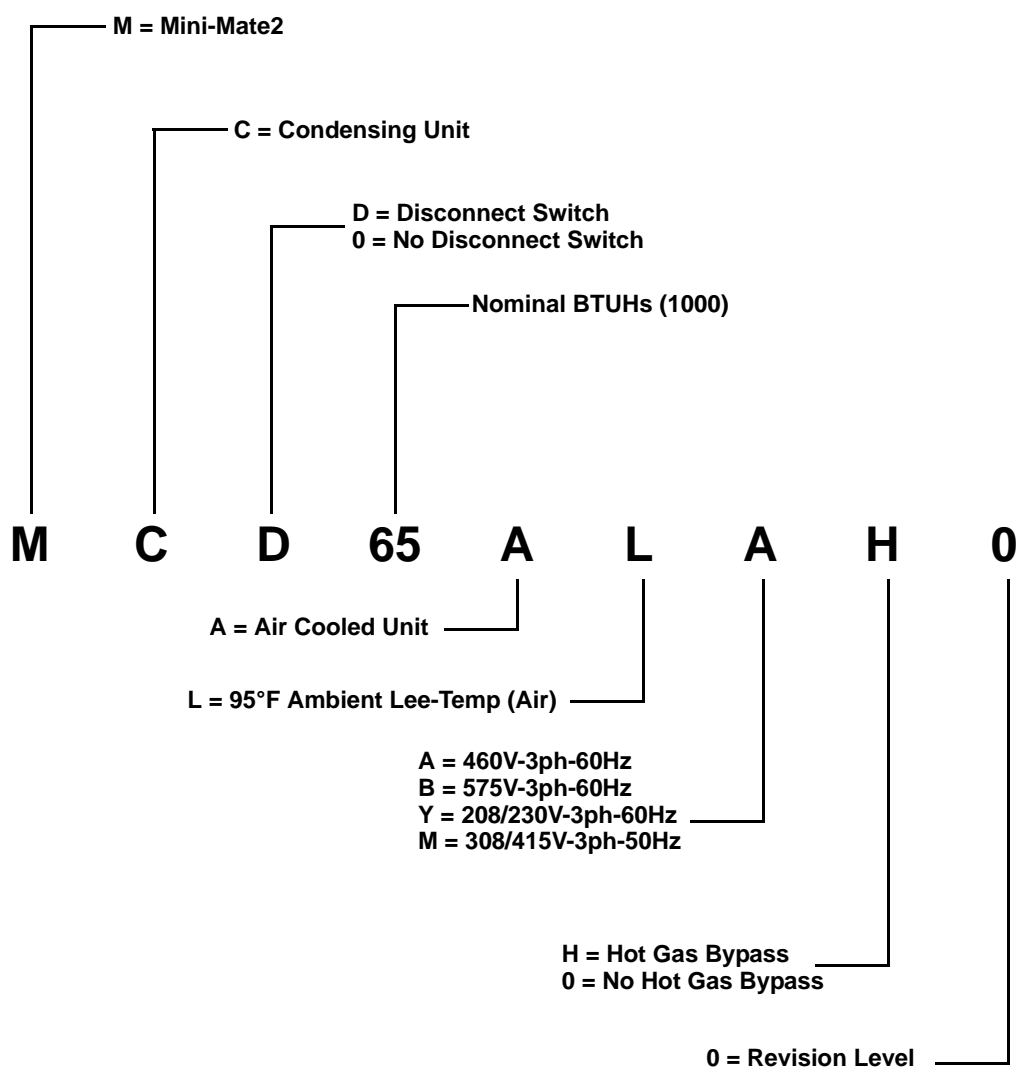 M = Mini-Mate2
C = Condensing Unit
D = Disconnect Switch
0 = No Disconnect Switch
Nominal BTUHs (1000)
M C D 65 A L A H 0
A = Air Cooled Unit
L = 95°F Ambient Lee-Temp (Air)
A = 460V-3ph-60Hz
B = 575V-3ph-60Hz
Y = 208/230V-3ph-60Hz
M = 308/415V-3ph-50Hz
H = Hot Gas Bypass
0 = No Hot Gas Bypass
0 = Revision Level